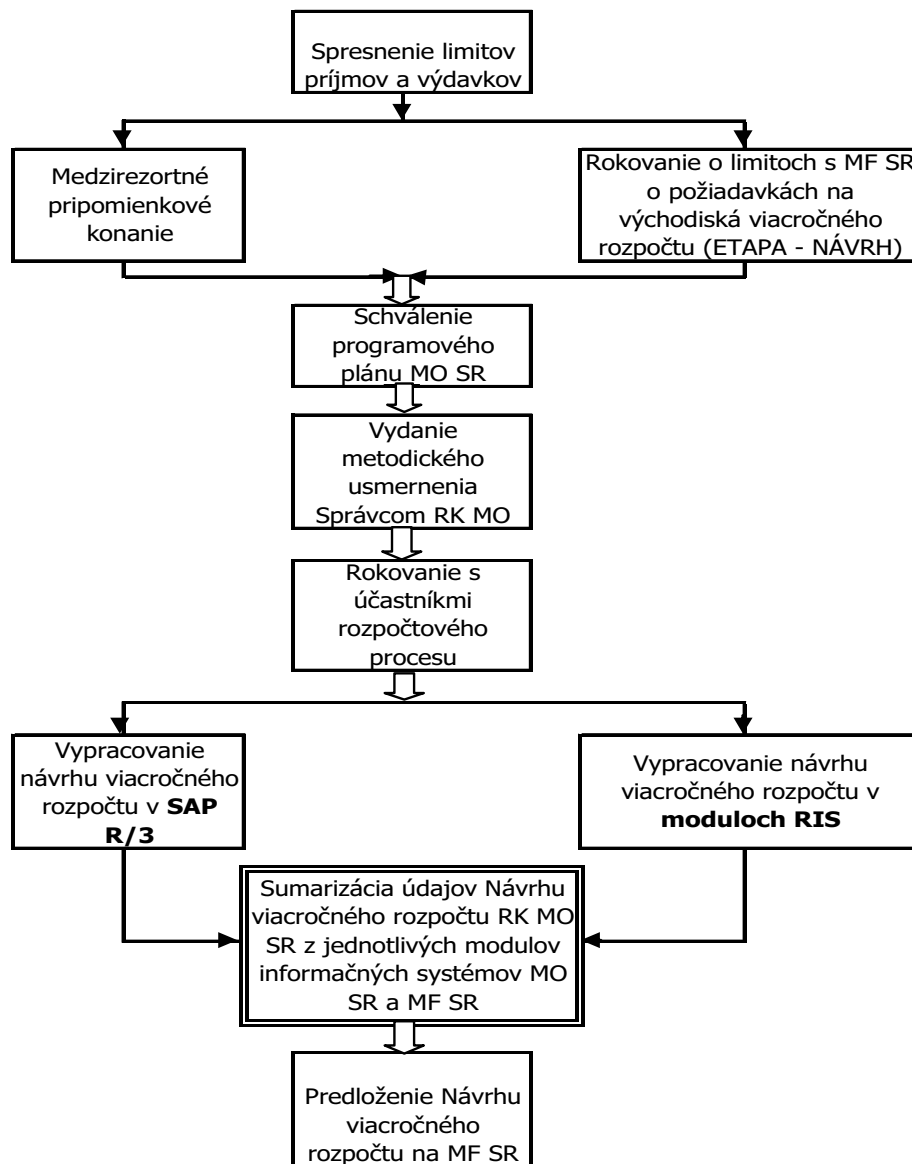 Spresnenie limitov
príjmov a výdavkov
Medzirezortné
pripomienkové
konanie
Rokovanie o limitoch s MF SR
o požiadavkách na
východiská viacročného
rozpočtu (ETAPA - NÁVRH)
Schválenie
programového
plánu MO SR
Vydanie
metodického
usmernenia
Správcom RK MO
Rokovanie s
účastníkmi
rozpočtového
procesu
Vypracovanie
návrhu viacročného
rozpočtu v SAP
R/3
Vypracovanie návrhu
viacročného rozpočtu v
moduloch RIS
Sumarizácia údajov Návrhu
viacročného rozpočtu RK MO
SR z jednotlivých modulov
informačných systémov MO
SR a MF SR
Predloženie Návrhu
viacročného
rozpočtu na MF SR